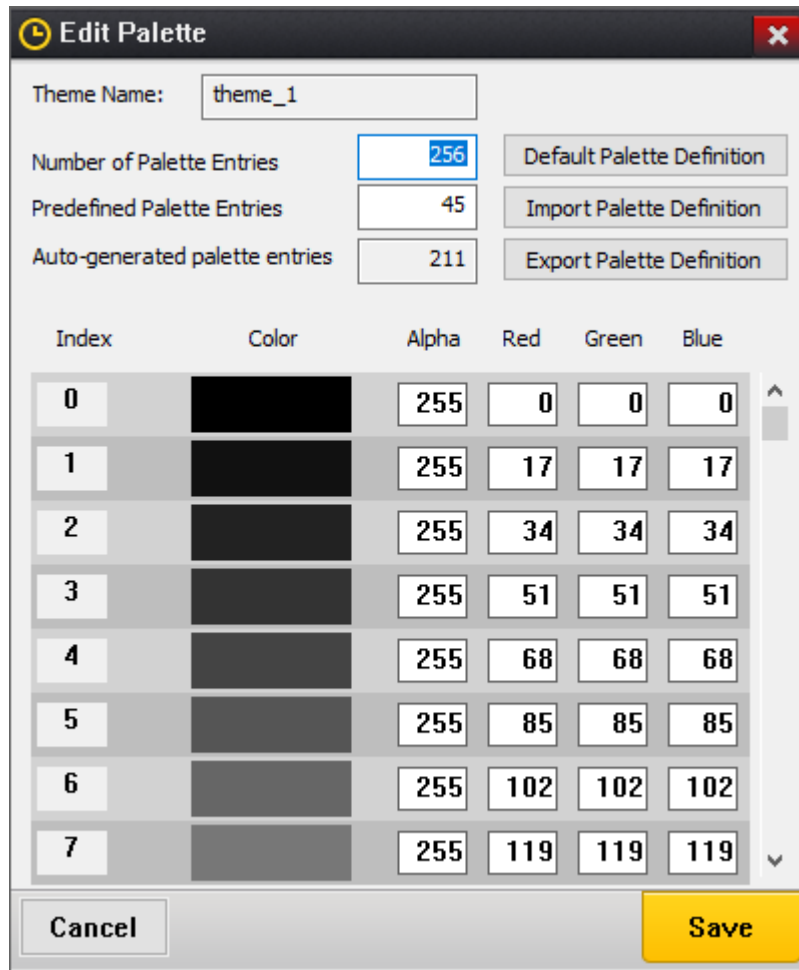 Edit Palette
Theme Name: theme_1
Number of Palette Entries 256 Default Palette Definition
Predefined Palette Entries 45 Import Palette Definition
Auto-generated palette entries 211 Export Palette Definition
Index Color Alpha Red Green Blue
0 255 0 0 0
1 255 17 17 17
2 255 34 34 34
3 255 51 51 51
4 255 68 68 68
5 255 85 85 85
6 255 102 102 102
7 255 119 119 119
Cancel Save